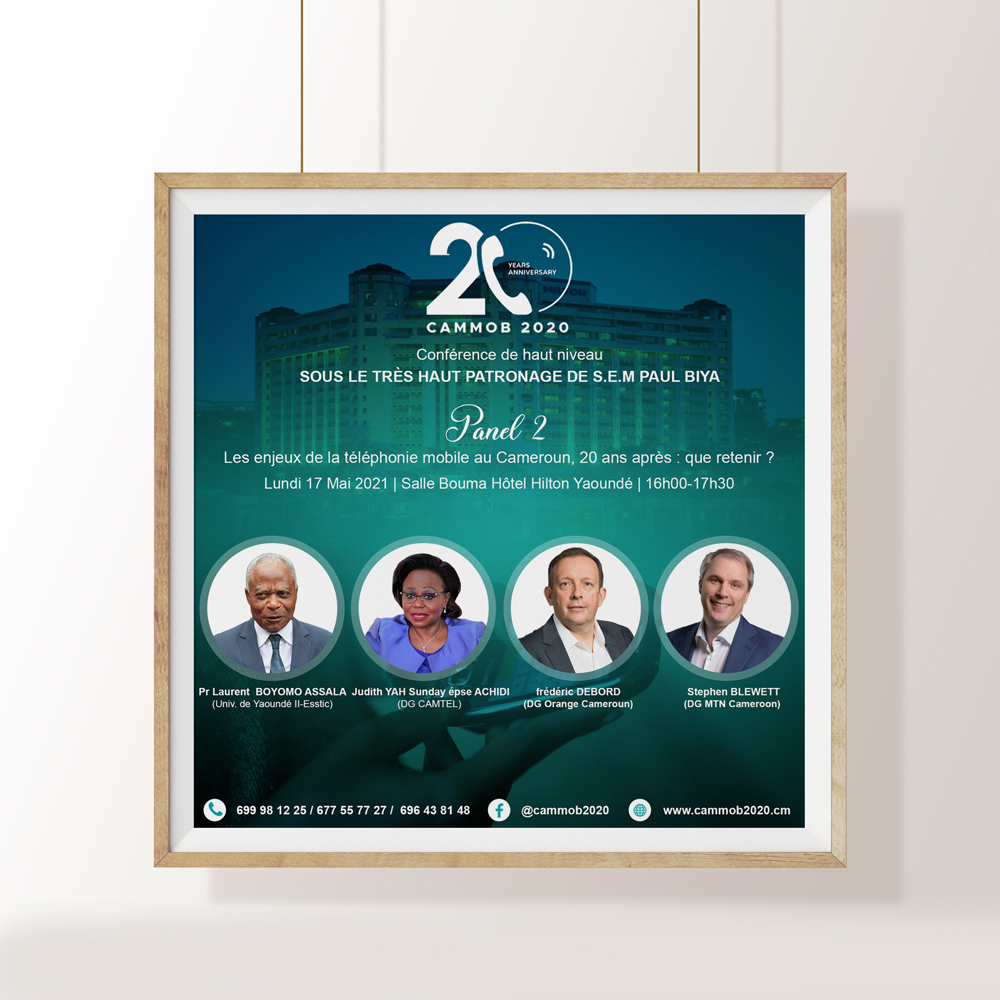 20
YEARS
ANNIVERSARY
HILTON
CAMMOB 2020
Conférence de haut niveau
SOUS LE TRÈS HAUT PATRONAGE DE S.E.M PAUL BIYA
Panel 2
Les enjeux de la téléphonie mobile au Cameroun, 20 ans après : que retenir ?
Lundi 17 Mai 2021 | Salle Bouma Hôtel Hilton Yaoundé | 16h00-17h30
Pr Laurent BOYOMO ASSALA
(Univ. de Yaoundé II-Esstic)
Judith YAH Sunday épse ACHIDI
(DG CAMTEL)
frédéric DEBORD
(DG Orange Cameroun)
Stephen BLEWETT
(DG MTN Cameroon)
699 98 12 25 / 677 55 77 27 / 696 43 81 48
@cammob2020
www.cammob2020.cm